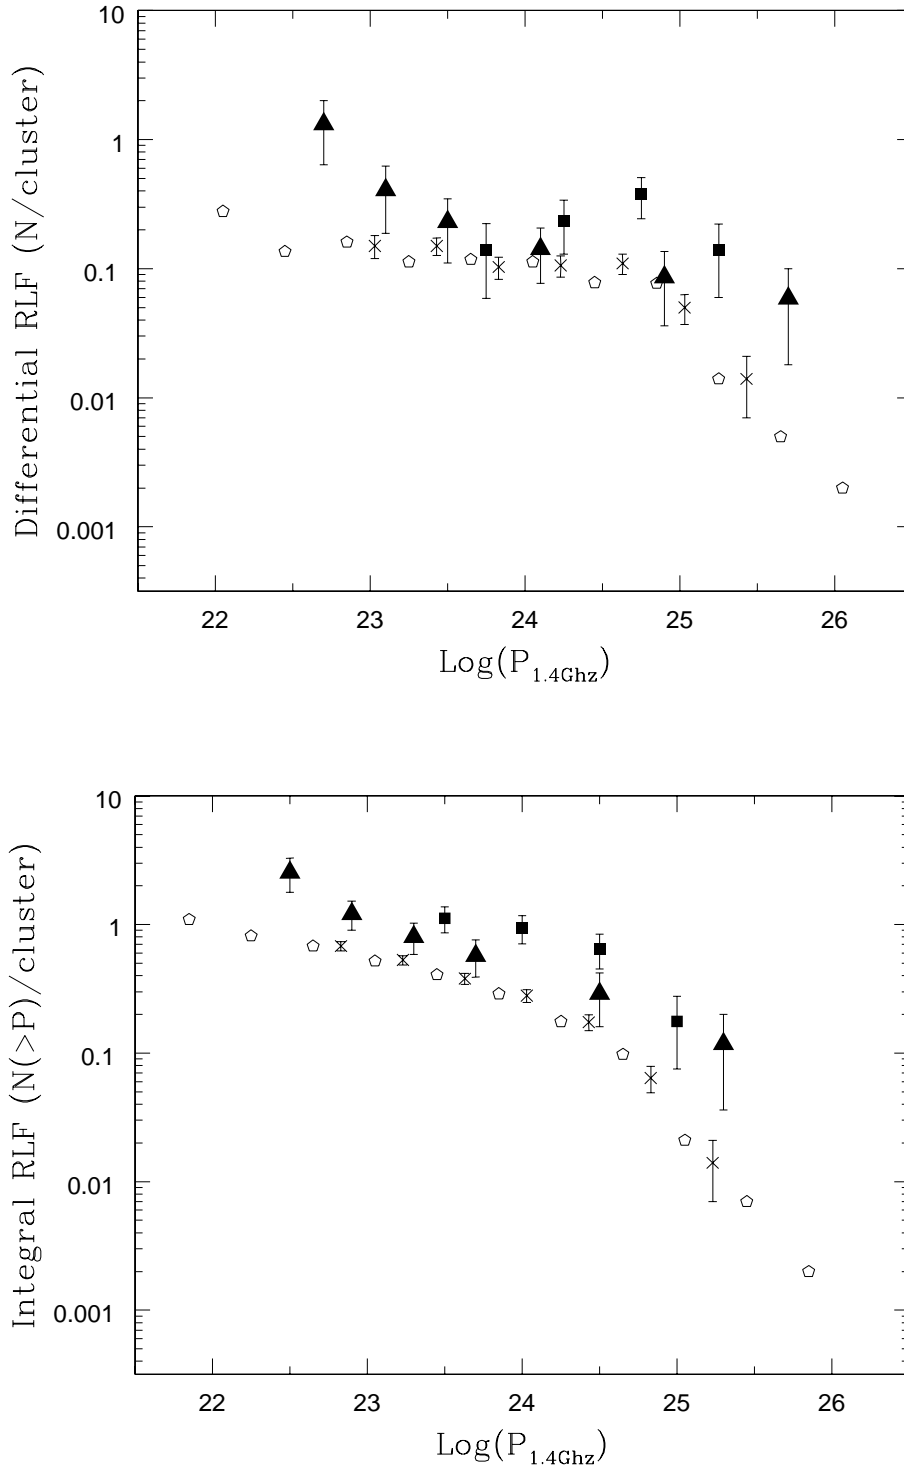 10
1
0.1
0.01
0.001
Differential RLF (N/cluster)
22 23 24 25 26
Log(P1.4Ghz)
10
1
0.1
0.01
0.001
Integral RLF (N(>P)/cluster)
22 23 24 25 26
Log(P1.4Ghz)